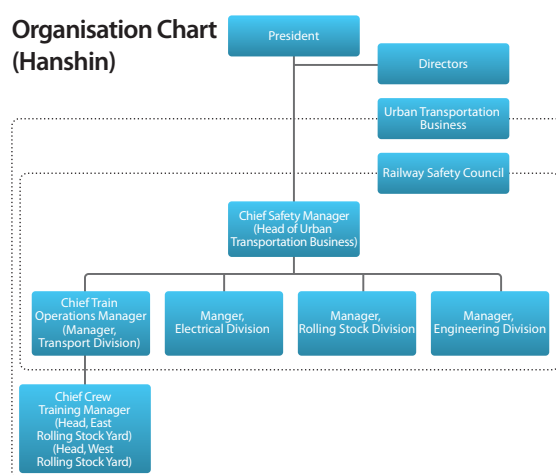 Organisation Chart
(Hanshin)
President
Directors
Urban Transportation
Business
Railway Safety Council
Chief Safety Manager
(Head of Urban
Transportation Business)
Chief Train
Operations Manager
(Manager,
Transport Division)
Manger,
Electrical Division
Manager,
Rolling Stock Division
Manager,
Engineering Division
Chief Crew
Training Manager
(Head, East
Rolling Stock Yard)
(Head, West
Rolling Stock Yard)